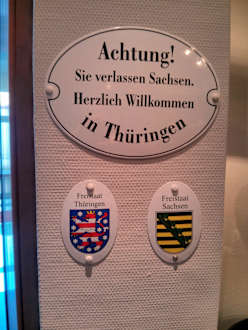 Achtung!
Sie verlassen Sachsen.
Herzlich Willkommen
in Thüringen
Freistaat
Thüringen
Freistaat
Sachsen